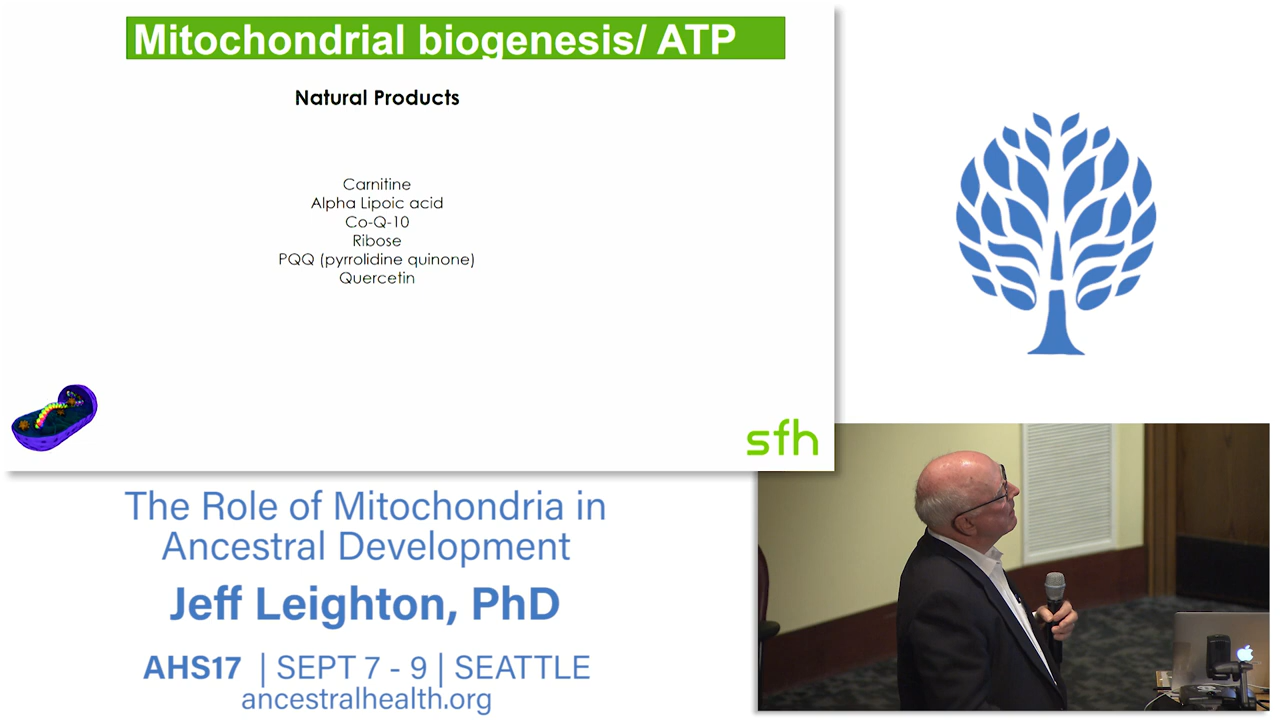 Mitochondrial biogenesis/ ATP
Natural Products
Carnitine
Alpha Lipoic acid
Co-Q-10
Ribose
PQQ (pyrrolidine quinone)
Quercetin
sfh
The Role of Mitochondria in
Ancestral Development
Jeff Leighton, PhD
AHS17 | SEPT 7 - 9 | SEATTLE
ancestralhealth.org